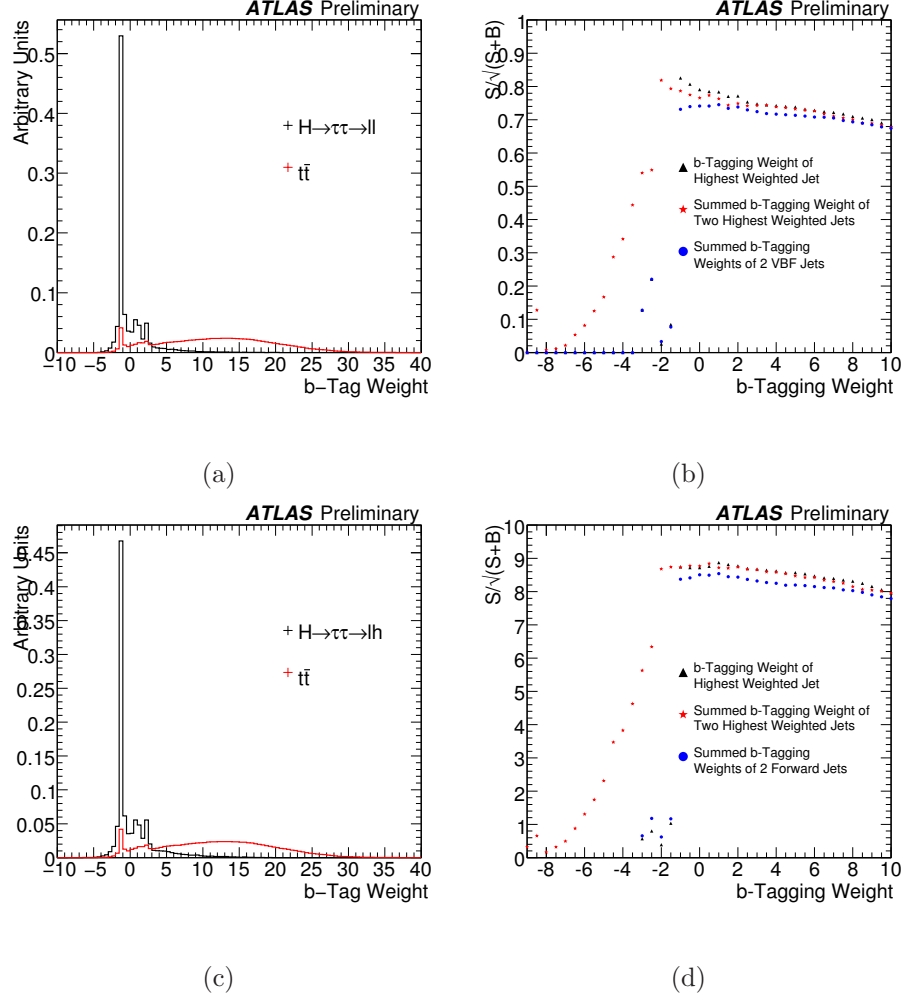 ATLAS Preliminary
Arbitrary Units
0.5
0.4
0.3
0.2
0.1
0
H→ττ→ll
tt̄
−10 −5 0 5 10 15 20 25 30 35 40
b−Tag Weight
(a)
ATLAS Preliminary
S/√(S+B)
1
0.9
0.8
0.7
0.6
0.5
0.4
0.3
0.2
0.1
0
b-Tagging Weight of
Highest Weighted Jet
Summed b-Tagging Weight of
Two Highest Weighted Jets
Summed b-Tagging
Weights of 2 VBF Jets
-8 -6 -4 -2 0 2 4 6 8 10
b-Tagging Weight
(b)
ATLAS Preliminary
Arbitrary Units
0.45
0.4
0.35
0.3
0.25
0.2
0.15
0.1
0.05
0
H→ττ→lh
tt̄
−10 −5 0 5 10 15 20 25 30 35 40
b−Tag Weight
(c)
ATLAS Preliminary
S/√(S+B)
10
9
8
7
6
5
4
3
2
1
0
b-Tagging Weight of
Highest Weighted Jet
Summed b-Tagging Weight of
Two Highest Weighted Jets
Summed b-Tagging
Weights of 2 Forward Jets
-8 -6 -4 -2 0 2 4 6 8 10
b-Tagging Weight
(d)